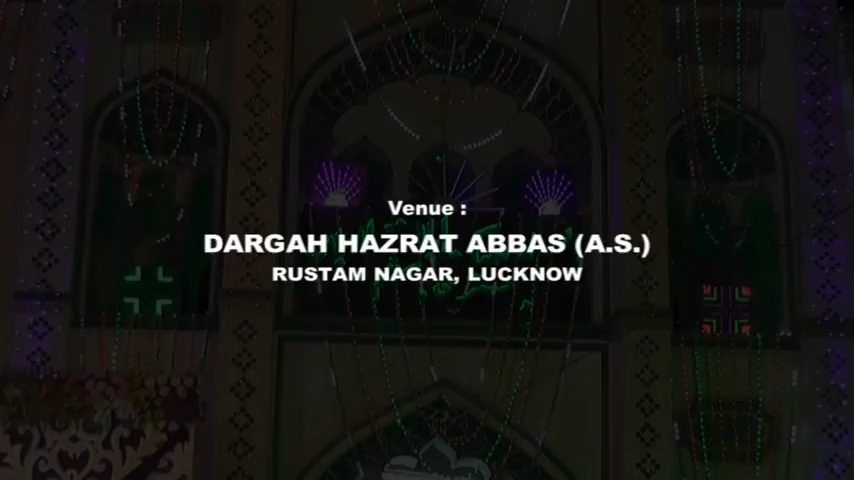 Venue :
DARGAH HAZRAT ABBAS (A.S.)
RUSTAM NAGAR, LUCKNOW